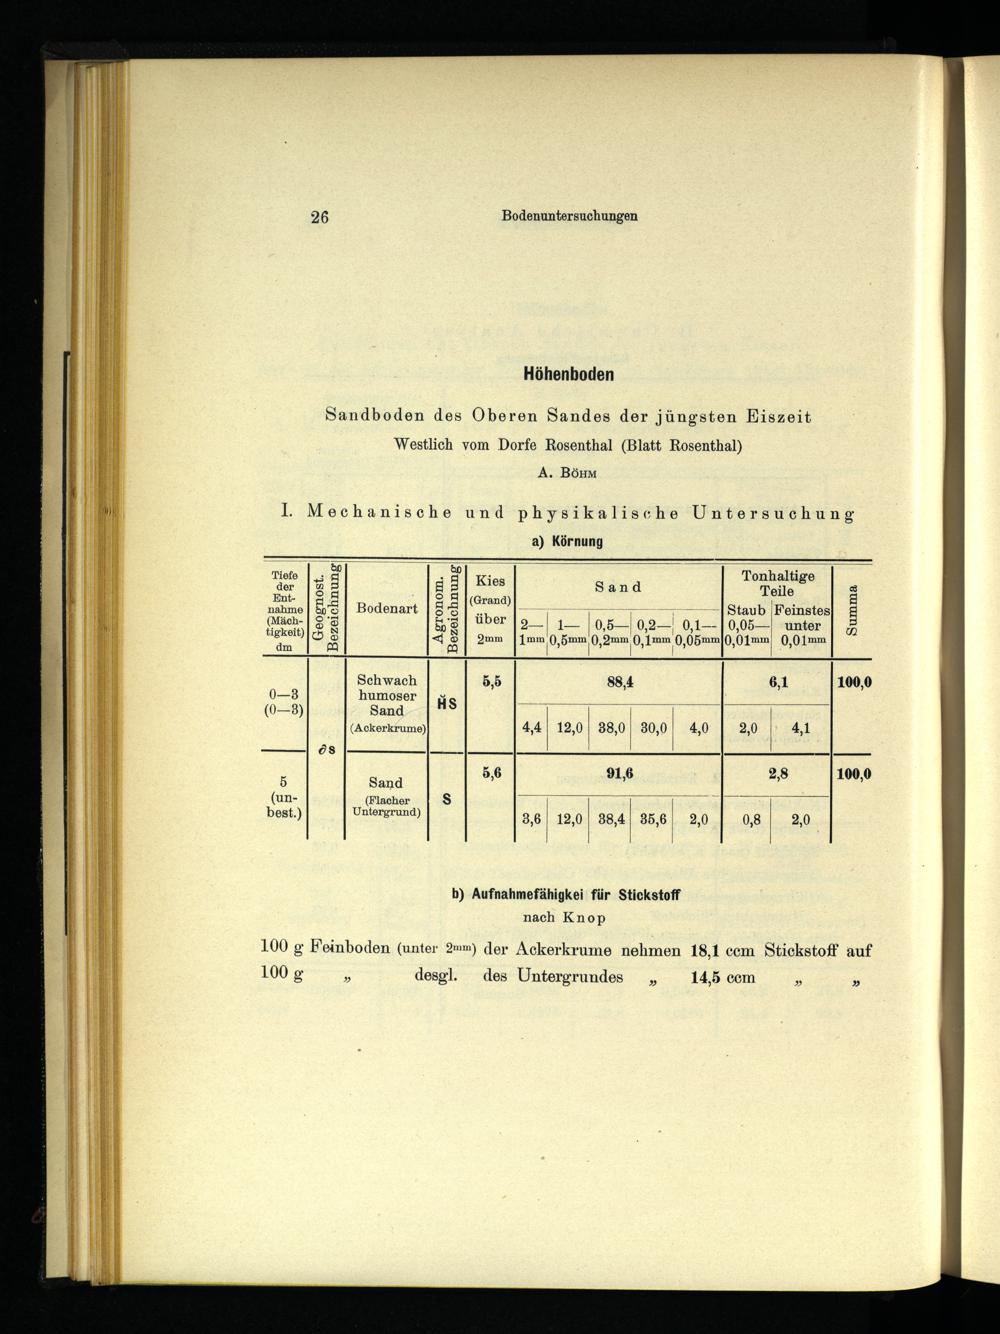 26
Bodenuntersuchungen
Höhenboden
Sandboden des Oberen Sandes der jüngsten Eiszeit
Westlich vom Dorfe Rosenthal (Blatt Rosenthal)
A. BÖHM
I. Mechanische und physikalische Untersuchung
a) Körnung
Tiefe der Ent-nahme (Mäch-tigkeit) dm | Geognost. Bezeichnung | Bodenart | Agronom. Bezeichnung | Kies (Grand) über 2mm | Sand | Tonhaltige Teile | Summa
2—1mm | 1—0,5mm | 0,5—0,2mm | 0,2—0,1mm | 0,1—0,05mm | Staub 0,05—0,01mm | Feinstes unter 0,01mm
0—3 (0—3) | ∂s | Schwach humoser Sand (Ackerkrume) | H̆S | 5,5 | 88,4 | 6,1 | 100,0
4,4 | 12,0 | 38,0 | 30,0 | 4,0 | 2,0 | 4,1
5 (un-best.) | Sand (Flacher Untergrund) | S | 5,6 | 91,6 | 2,8 | 100,0
3,6 | 12,0 | 38,4 | 35,6 | 2,0 | 0,8 | 2,0
b) Aufnahmefähigkei für Stickstoff
nach Knop
100 g Feinboden (unter 2mm) der Ackerkrume nehmen 18,1 ccm Stickstoff auf
100 g „ desgl. des Untergrundes „ 14,5 ccm „ „